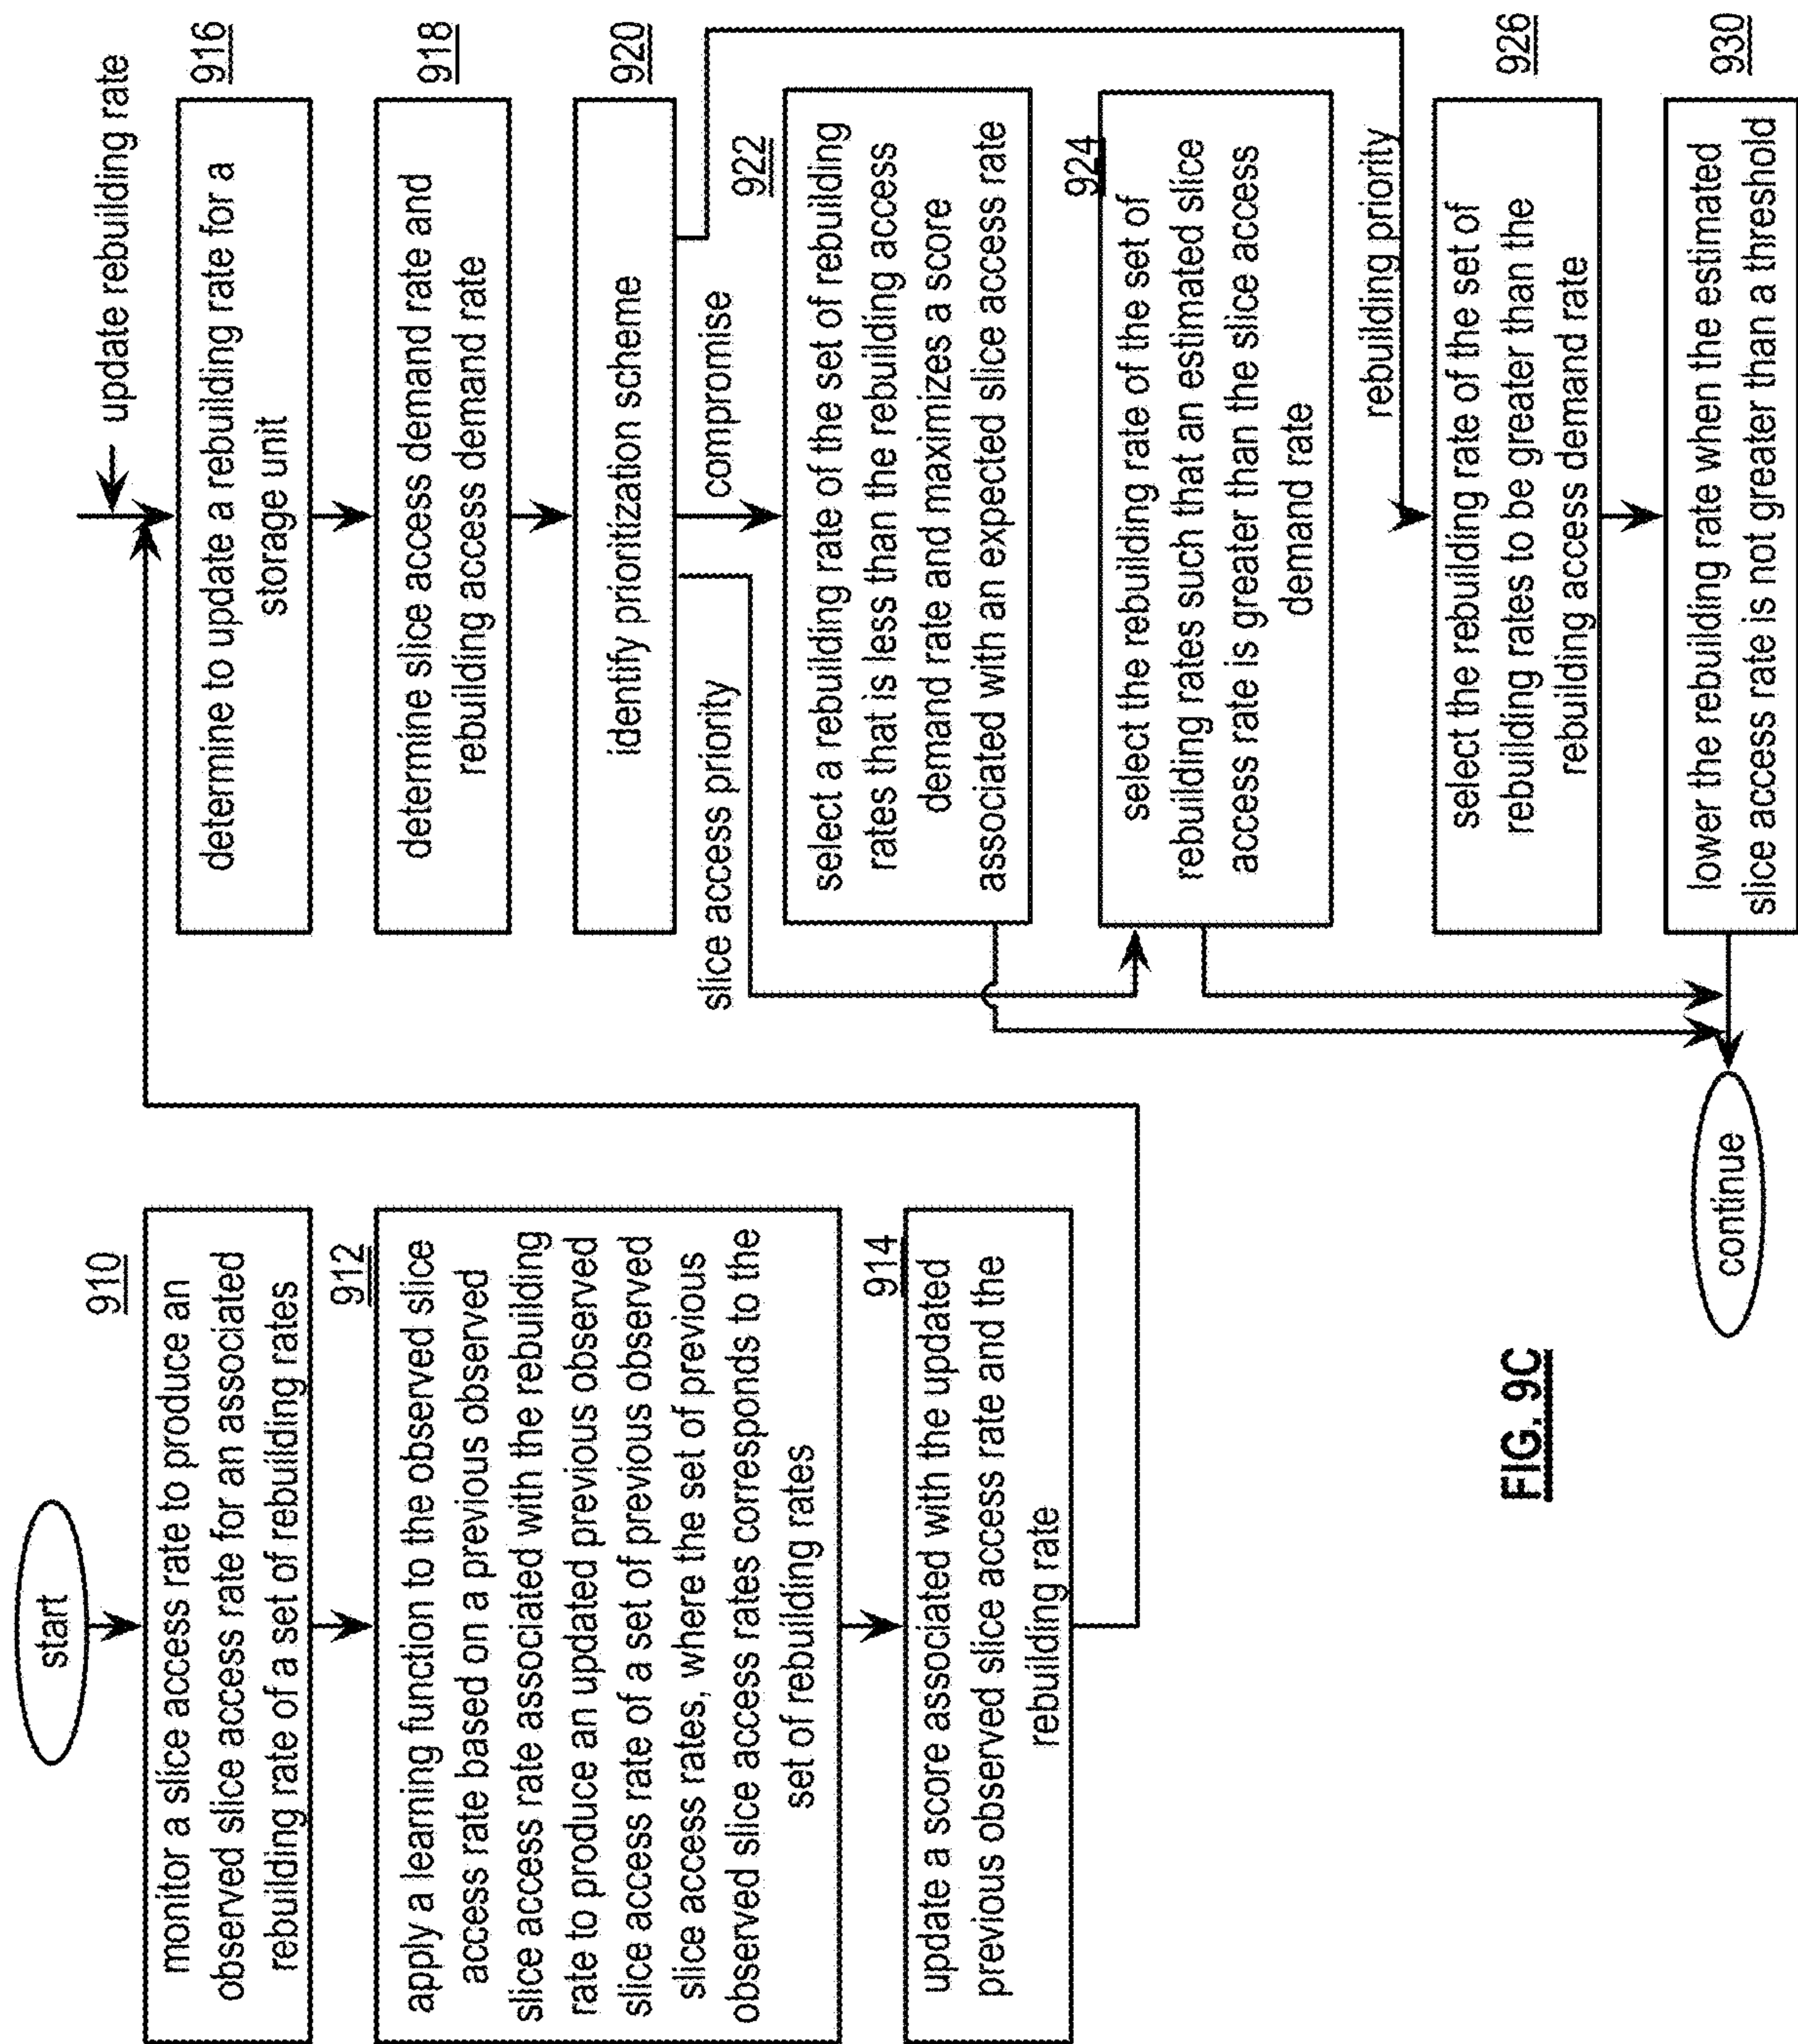 start
910
monitor a slice access rate to produce an
observed slice access rate for an associated
rebuilding rate of a set of rebuilding rates
912
apply a learning function to the observed slice
access rate based on a previous observed
slice access rate associated with the rebuilding
rate to produce an updated previous observed
slice access rate of a set of previous observed
slice access rates, where the set of previous
observed slice access rates corresponds to the
set of rebuilding rates
914
update a score associated with the updated
previous observed slice access rate and the
rebuilding rate
update rebuilding rate
916
determine to update a rebuilding rate for a
storage unit
918
determine slice access demand rate and
rebuilding access demand rate
920
identify prioritization scheme
slice access priority
compromise
922
select a rebuilding rate of the set of rebuilding
rates that is less than the rebuilding access
demand rate and maximizes a score
associated with an expected slice access rate
924
select the rebuilding rate of the set of
rebuilding rates such that an estimated slice
access rate is greater than the slice access
demand rate
rebuilding priority
926
select the rebuilding rate of the set of
rebuilding rates to be greater than the
rebuilding access demand rate
930
lower the rebuilding rate when the estimated
slice access rate is not greater than a threshold
continue
FIG. 9C